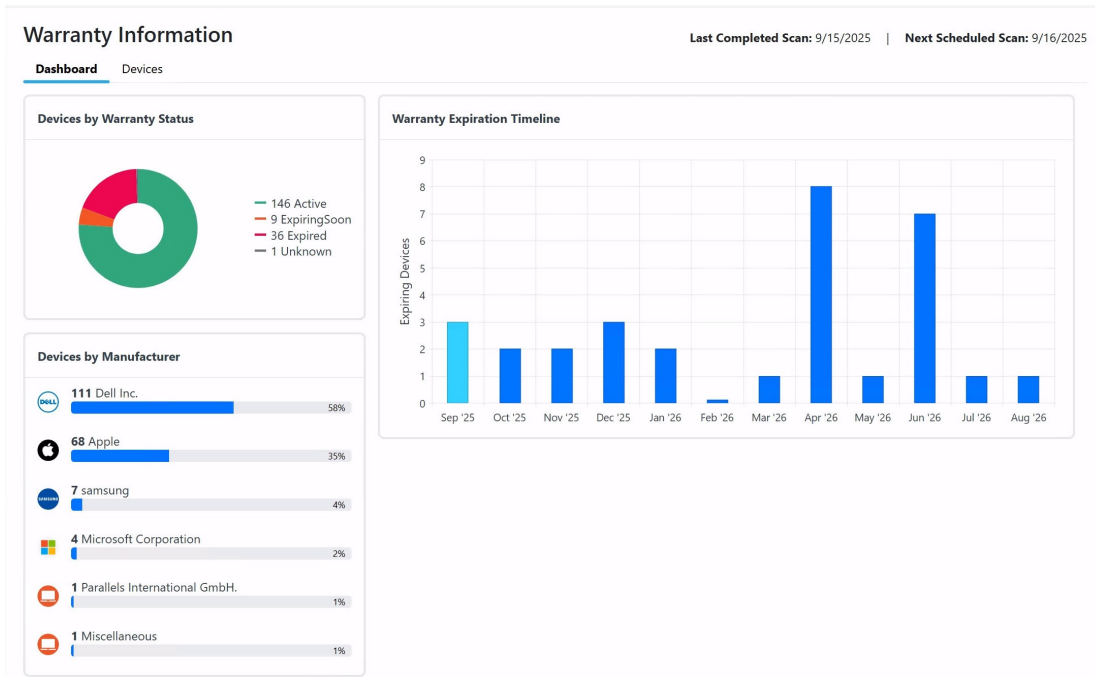 Warranty Information
Last Completed Scan: 9/15/2025 | Next Scheduled Scan: 9/16/2025
Dashboard Devices
Devices by Warranty Status
146 Active
9 ExpiringSoon
36 Expired
1 Unknown
Devices by Manufacturer
DELL
111 Dell Inc.
58%
68 Apple
35%
SAMSUNG
7 samsung
4%
4 Microsoft Corporation
2%
1 Parallels International GmbH.
1%
1 Miscellaneous
1%
Warranty Expiration Timeline
Expiring Devices
9
8
7
6
5
4
3
2
1
0
Sep '25 Oct '25 Nov '25 Dec '25 Jan '26 Feb '26 Mar '26 Apr '26 May '26 Jun '26 Jul '26 Aug '26